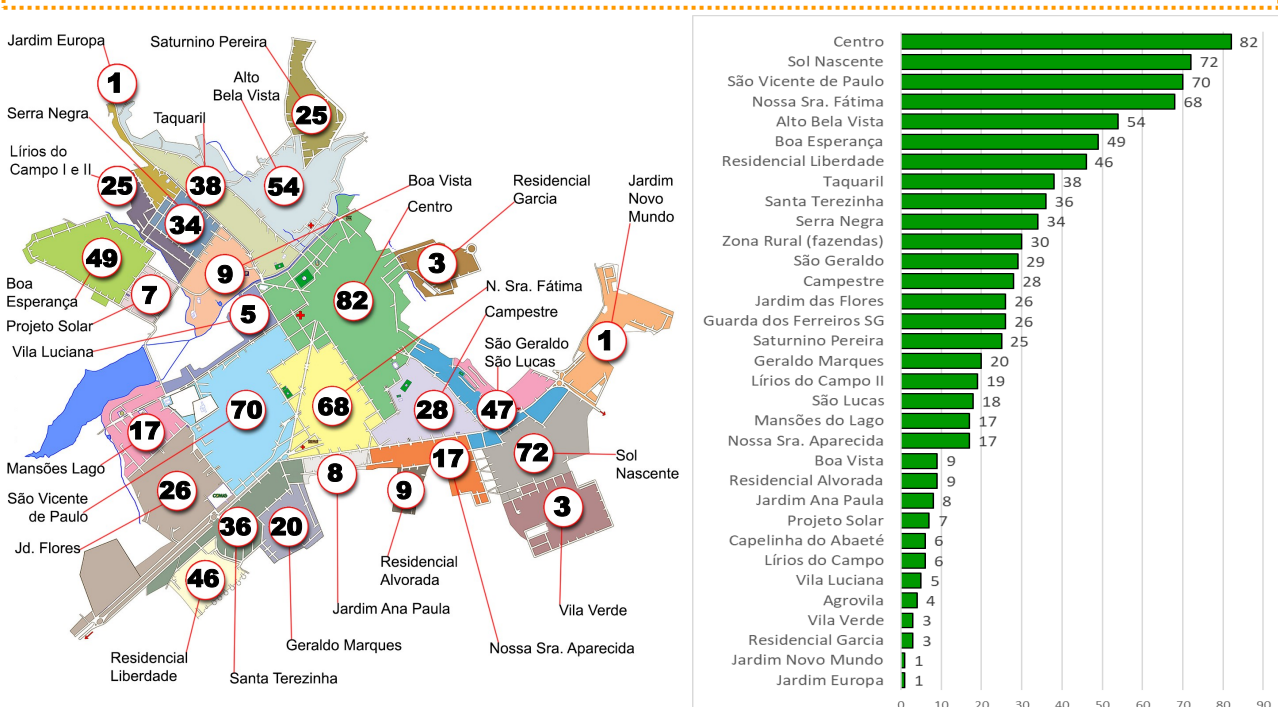 Jardim Europa
1
Saturnino Pereira
25
Alto
Bela Vista
54
Serra Negra
34
Taquaril
38
Lírios do
Campo I e II
25
Boa Vista
9
Centro
82
Residencial
Garcia
3
Jardim
Novo
Mundo
1
49
Boa
Esperança
7
Projeto Solar
5
Vila Luciana
N. Sra. Fátima
68
Campestre
28
São Geraldo
São Lucas
47
70
17
Mansões Lago
São Vicente
de Paulo
26
Jd. Flores
72
Sol
Nascente
8
17
9
3
36
20
46
Residencial
Alvorada
Jardim Ana Paula
Vila Verde
Geraldo Marques
Nossa Sra. Aparecida
Residencial
Liberdade
Santa Terezinha
Centro 82
Sol Nascente 72
São Vicente de Paulo 70
Nossa Sra. Fátima 68
Alto Bela Vista 54
Boa Esperança 49
Residencial Liberdade 46
Taquaril 38
Santa Terezinha 36
Serra Negra 34
Zona Rural (fazendas) 30
São Geraldo 29
Campestre 28
Jardim das Flores 26
Guarda dos Ferreiros SG 26
Saturnino Pereira 25
Geraldo Marques 20
Lírios do Campo II 19
São Lucas 18
Mansões do Lago 17
Nossa Sra. Aparecida 17
Boa Vista 9
Residencial Alvorada 9
Jardim Ana Paula 8
Projeto Solar 7
Capelinha do Abaeté 6
Lírios do Campo 6
Vila Luciana 5
Agrovila 4
Vila Verde 3
Residencial Garcia 3
Jardim Novo Mundo 1
Jardim Europa 1
0 10 20 30 40 50 60 70 80 90